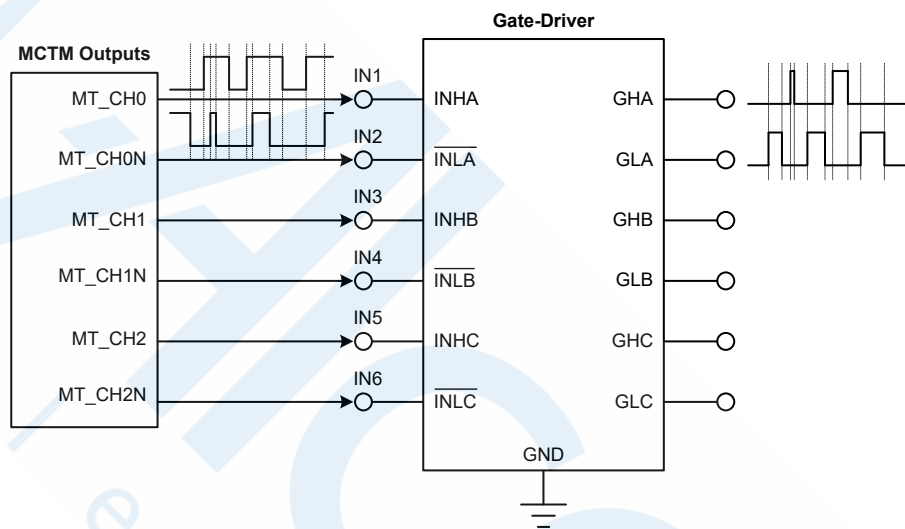 Gate-Driver
MCTM Outputs
MT_CH0
IN1
INHA
GHA
MT_CH0N
IN2
INLA
GLA
MT_CH1
IN3
INHB
GHB
MT_CH1N
IN4
INLB
GLB
MT_CH2
IN5
INHC
GHC
MT_CH2N
IN6
INLC
GLC
GND